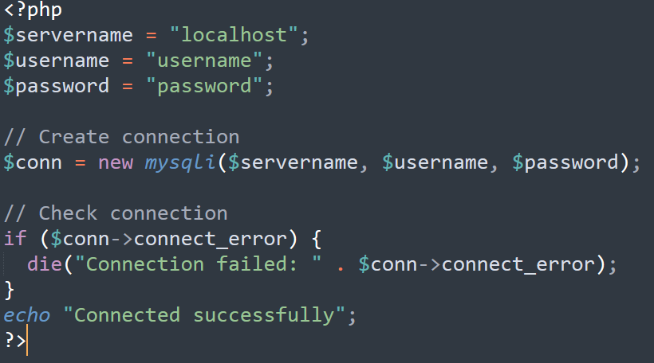 <?php
$servername = "localhost";
$username = "username";
$password = "password";

// Create connection
$conn = new mysqli($servername, $username, $password);

// Check connection
if ($conn->connect_error) {
  die("Connection failed: " . $conn->connect_error);
}
echo "Connected successfully";
?>